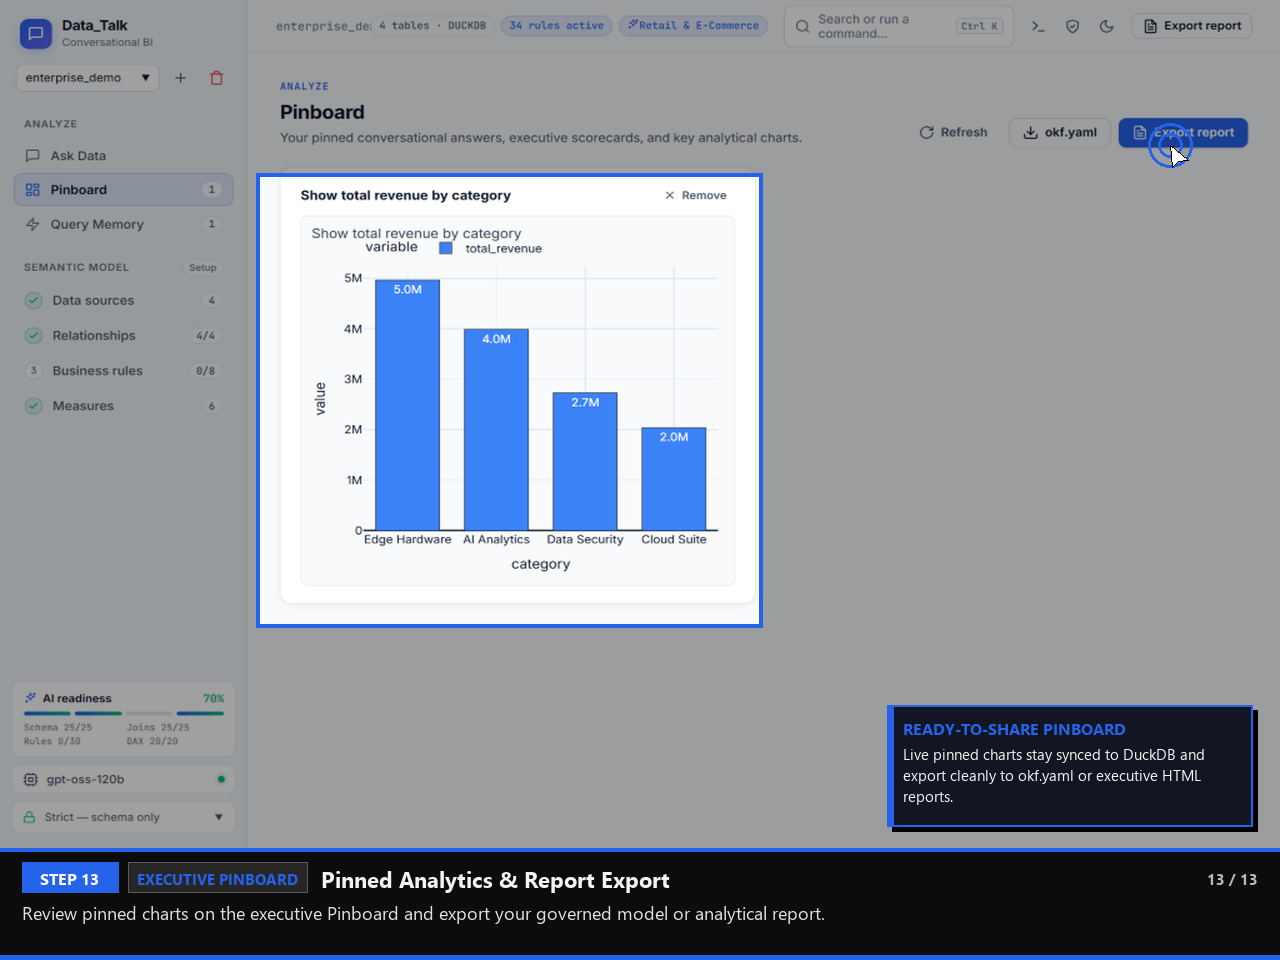 Data_Talk
Conversational BI
enterprise_demo
ANALYZE
Ask Data
Pinboard 1
Query Memory 1
SEMANTIC MODEL Setup
Data sources 4
Relationships 4/4
3 Business rules 0/8
Measures 6
AI readiness 70%
Schema 25/25 Joins 25/25
Rules 0/30 DAX 20/20
gpt-oss-120b
Strict — schema only
4 tables · DUCKDB 34 rules active Retail & E-Commerce
Search or run a command... Ctrl K
Export report
ANALYZE
Pinboard
Your pinned conversational answers, executive scorecards, and key analytical charts.
Refresh okf.yaml Export report
Show total revenue by category Remove
Show total revenue by category
variable total_revenue
5M
4M
3M
2M
1M
0
value
5.0M
4.0M
2.7M
2.0M
Edge Hardware AI Analytics Data Security Cloud Suite
category
READY-TO-SHARE PINBOARD
Live pinned charts stay synced to DuckDB and
export cleanly to okf.yaml or executive HTML
reports.
STEP 13 EXECUTIVE PINBOARD Pinned Analytics & Report Export 13 / 13
Review pinned charts on the executive Pinboard and export your governed model or analytical report.